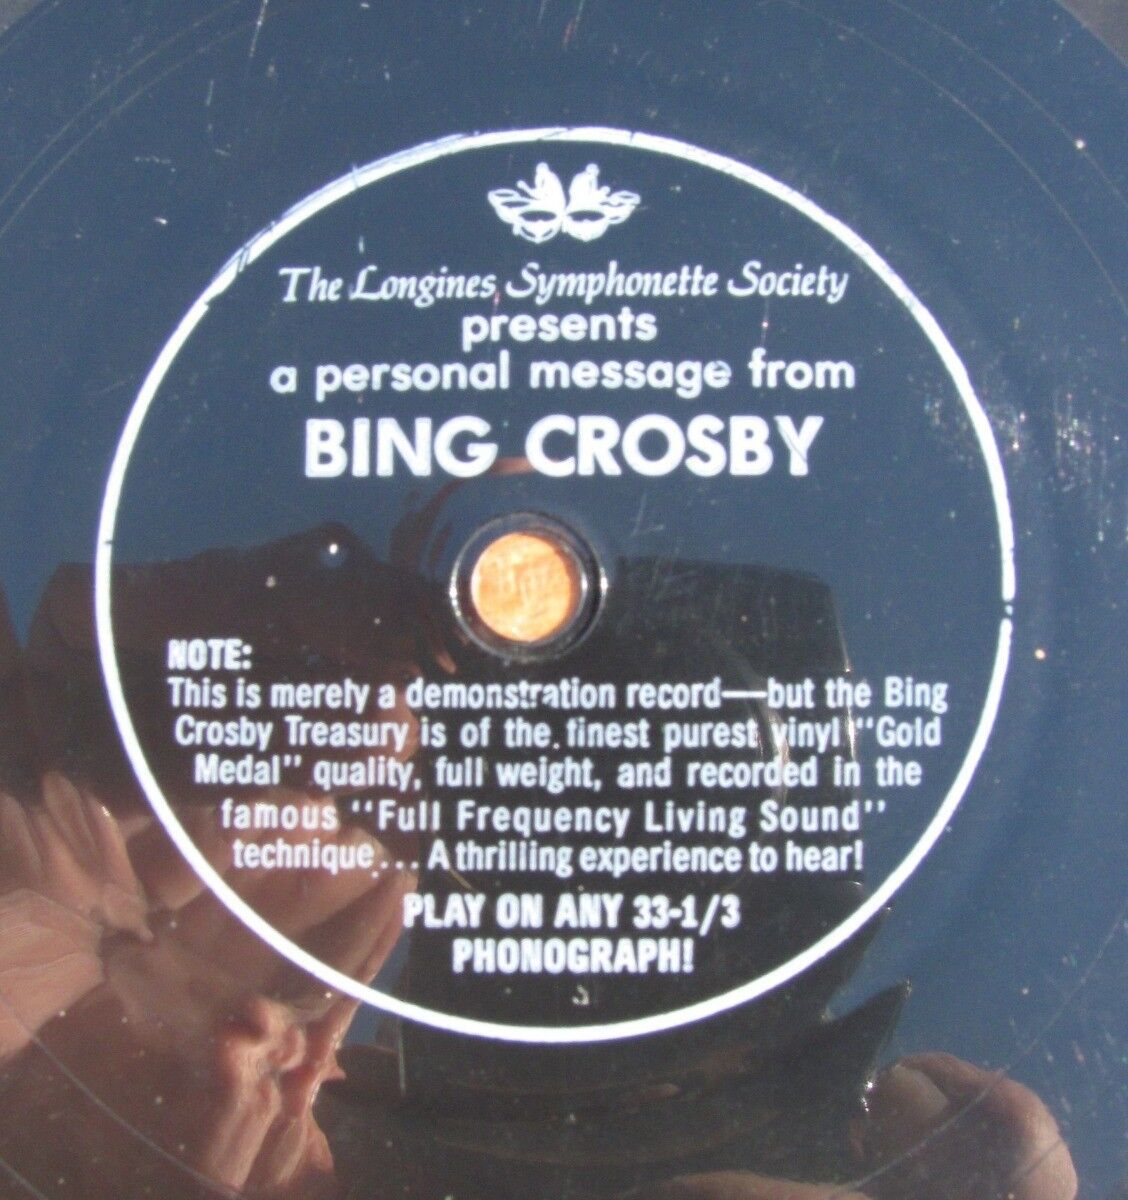 The Longines Symphonette Society
presents
a personal message from
BING CROSBY
NOTE:
This is merely a demonstration record—but the Bing
Crosby Treasury is of the finest purest vinyl "Gold
Medal" quality, full weight, and recorded in the
famous "Full Frequency Living Sound"
technique... A thrilling experience to hear!
PLAY ON ANY 33-1/3
PHONOGRAPH!